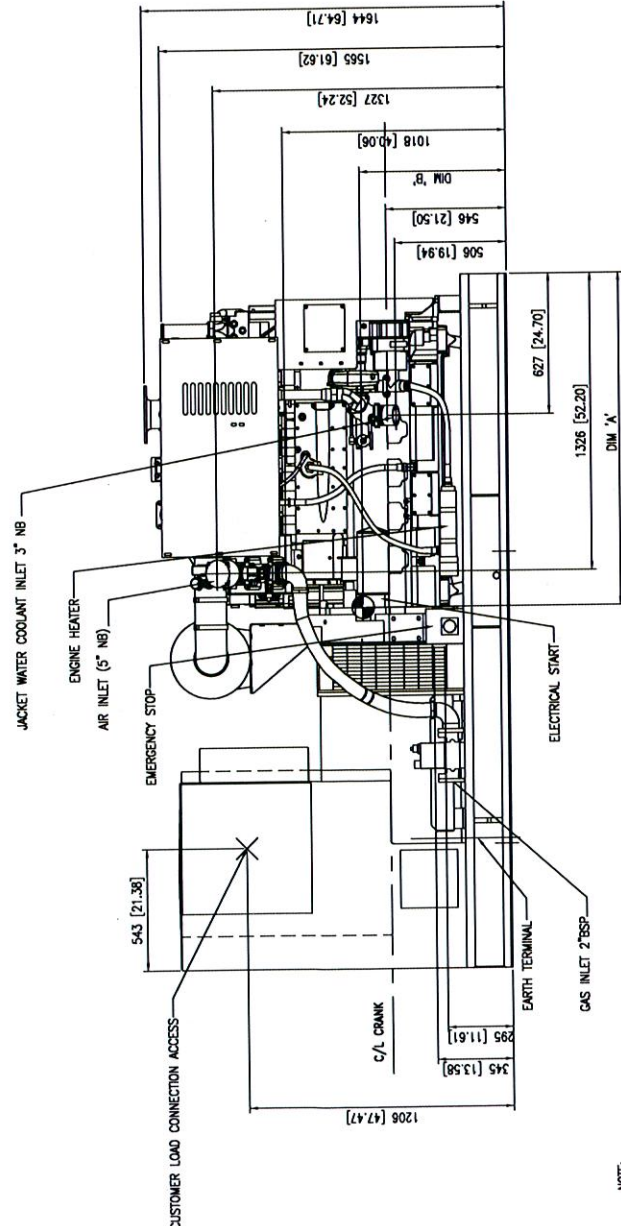 JACKET WATER COOLANT INLET 3" NB
ENGINE HEATER
AIR INLET (5" NB)
EMERGENCY STOP
CUSTOMER LOAD CONNECTION ACCESS
543 [21.38]
1206 [47.47]
C/L CRANK
345 [13.58]
295 [11.61]
EARTH TERMINAL
GAS INLET 2"BSP
ELECTRICAL START
1644 [64.71]
1565 [61.62]
1327 [52.24]
1018 [40.06]
DIM 'B'
546 [21.50]
506 [19.94]
627 [24.70]
1326 [52.20]
DIM 'A'
NOTE: